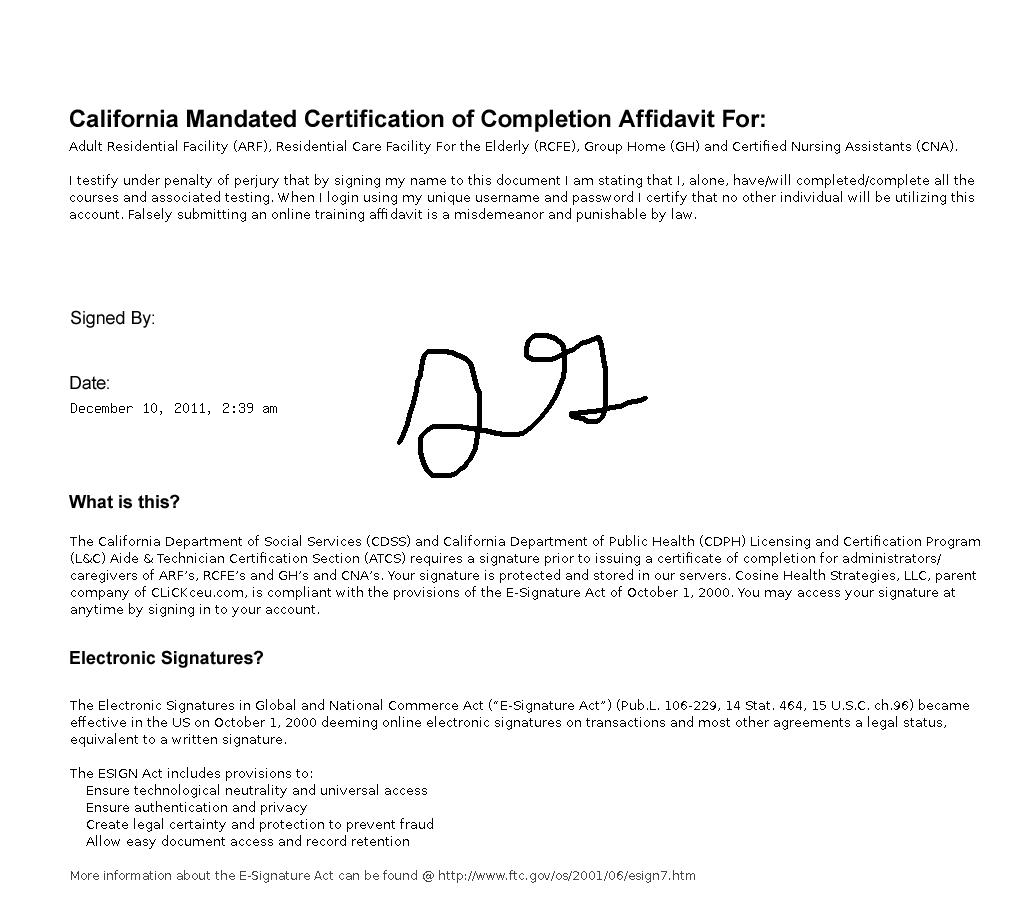 California Mandated Certification of Completion Affidavit For:
Adult Residential Facility (ARF), Residential Care Facility For the Elderly (RCFE), Group Home (GH) and Certified Nursing Assistants (CNA).
I testify under penalty of perjury that by signing my name to this document I am stating that I, alone, have/will completed/complete all the
courses and associated testing. When I login using my unique username and password I certify that no other individual will be utilizing this
account. Falsely submitting an online training affidavit is a misdemeanor and punishable by law.
Signed By:
Date:
December 10, 2011, 2:39 am
What is this?
The California Department of Social Services (CDSS) and California Department of Public Health (CDPH) Licensing and Certification Program
(L&C) Aide & Technician Certification Section (ATCS) requires a signature prior to issuing a certificate of completion for administrators/
caregivers of ARF's, RCFE's and GH's and CNA's. Your signature is protected and stored in our servers. Cosine Health Strategies, LLC, parent
company of CLiCKceu.com, is compliant with the provisions of the E-Signature Act of October 1, 2000. You may access your signature at
anytime by signing in to your account.
Electronic Signatures?
The Electronic Signatures in Global and National Commerce Act (“E-Signature Act”) (Pub.L. 106-229, 14 Stat. 464, 15 U.S.C. ch.96) became
effective in the US on October 1, 2000 deeming online electronic signatures on transactions and most other agreements a legal status,
equivalent to a written signature.
The ESIGN Act includes provisions to:
Ensure technological neutrality and universal access
Ensure authentication and privacy
Create legal certainty and protection to prevent fraud
Allow easy document access and record retention
More information about the E-Signature Act can be found @ http://www.ftc.gov/os/2001/06/esign7.htm